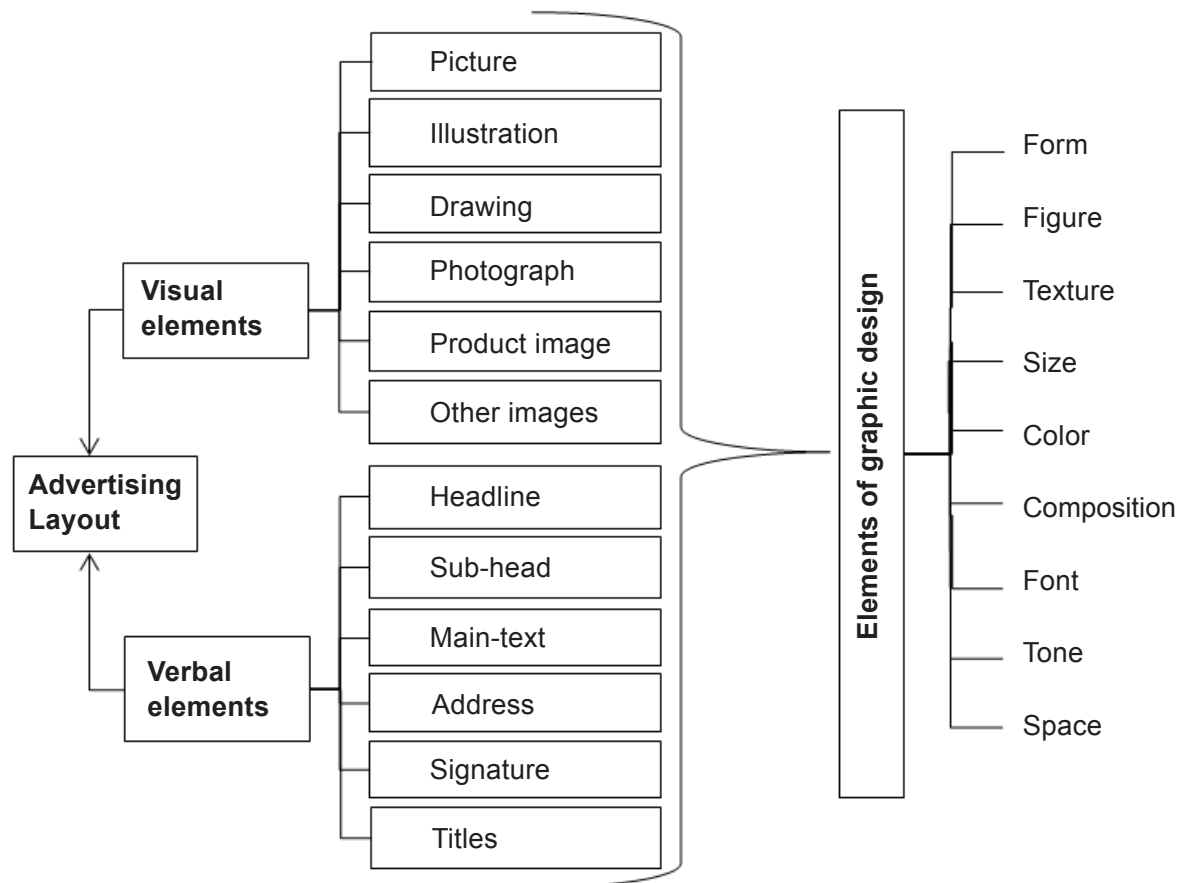 Picture
Illustration
Drawing
Photograph
Product image
Other images
Visual
elements
Advertising
Layout
Verbal
elements
Headline
Sub-head
Main-text
Address
Signature
Titles
Elements of graphic design
Form
Figure
Texture
Size
Color
Composition
Font
Tone
Space